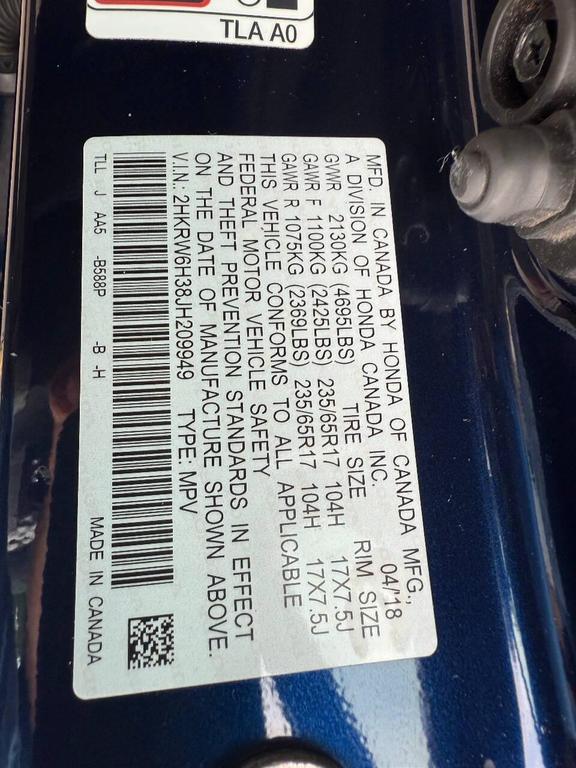 TLA A0
MFD. IN CANADA BY HONDA OF CANADA MFG.,
A DIVISION OF HONDA CANADA INC. 04/'18
GVWR 2130KG (4695LBS) TIRE SIZE RIM SIZE
GAWR F 1100KG (2425LBS) 235/65R17 104H 17X7.5J
GAWR R 1075KG (2369LBS) 235/65R17 104H 17X7.5J
THIS VEHICLE CONFORMS TO ALL APPLICABLE
FEDERAL MOTOR VEHICLE SAFETY
AND THEFT PREVENTION STANDARDS IN EFFECT
ON THE DATE OF MANUFACTURE SHOWN ABOVE.
V.I.N.: 2HKRW6H38JH209949 TYPE: MPV
TLL J AA5 -B588P -B -H MADE IN CANADA